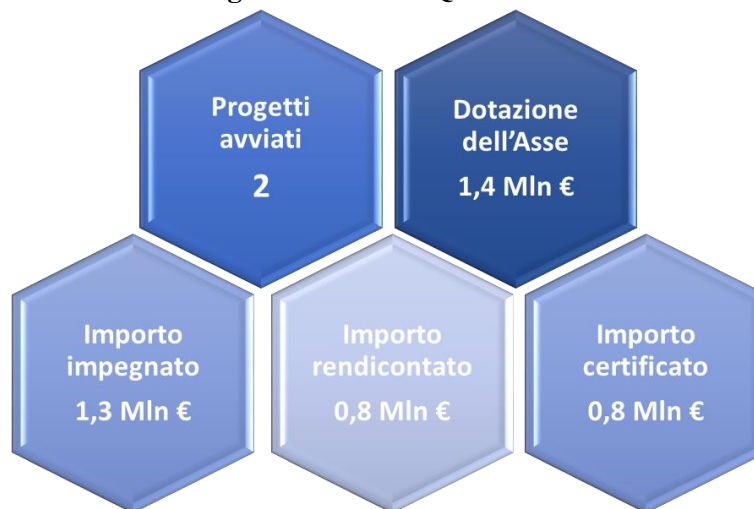 Progetti
avviati
2
Dotazione
dell’Asse
1,4 Mln €
Importo
impegnato
1,3 Mln €
Importo
rendicontato
0,8 Mln €
Importo
certificato
0,8 Mln €